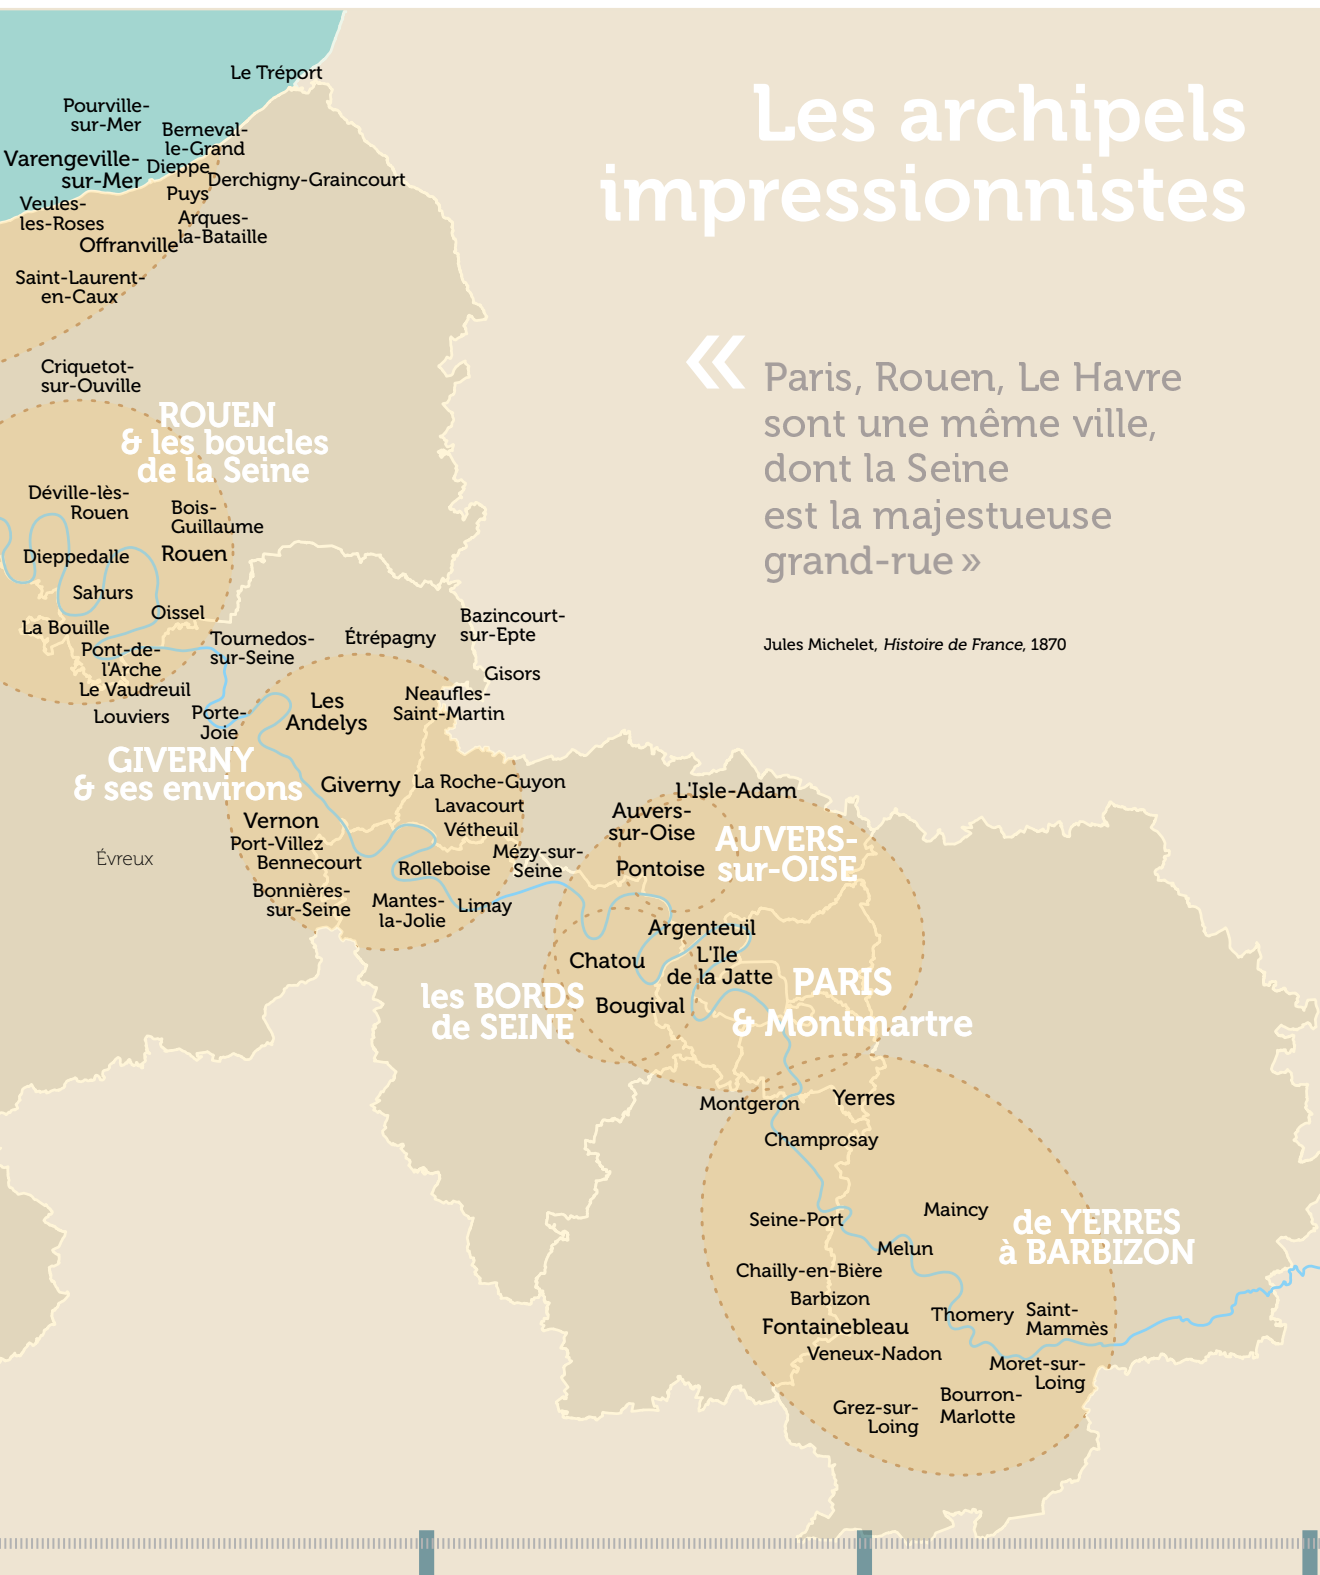 Les archipels
impressionnistes
«
Paris, Rouen, Le Havre
sont une même ville,
dont la Seine
est la majestueuse
grand-rue »
Jules Michelet, Histoire de France, 1870
Le Tréport
Pourville-
sur-Mer
Berneval-
le-Grand
Varengeville-
sur-Mer
Dieppe
Derchigny-Graincourt
Puys
Veules-
les-Roses
Arques-
la-Bataille
Offranville
Saint-Laurent-
en-Caux
Criquetot-
sur-Ouville
ROUEN
& les boucles
de la Seine
Déville-lès-
Rouen
Bois-
Guillaume
Dieppedalle
Rouen
Sahurs
Oissel
La Bouille
Pont-de-
l'Arche
Le Vaudreuil
Tournedos-
sur-Seine
Étrépagny
Bazincourt-
sur-Epte
Gisors
Neaufles-
Saint-Martin
Louviers
Porte-
Joie
Les
Andelys
GIVERNY
& ses environs
Giverny
La Roche-Guyon
Lavacourt
Vétheuil
Vernon
Port-Villez
Bennecourt
Évreux
Rolleboise
Mézy-sur-
Seine
Bonnières-
sur-Seine
Mantes-
la-Jolie
Limay
L'Isle-Adam
Auvers-
sur-Oise
AUVERS-
sur-OISE
Pontoise
Argenteuil
L'Ile
de la Jatte
Chatou
Bougival
les BORDS
de SEINE
PARIS
& Montmartre
Montgeron
Yerres
Champrosay
Seine-Port
Maincy
de YERRES
à BARBIZON
Melun
Chailly-en-Bière
Barbizon
Fontainebleau
Thomery
Saint-
Mammès
Veneux-Nadon
Moret-sur-
Loing
Bourron-
Marlotte
Grez-sur-
Loing